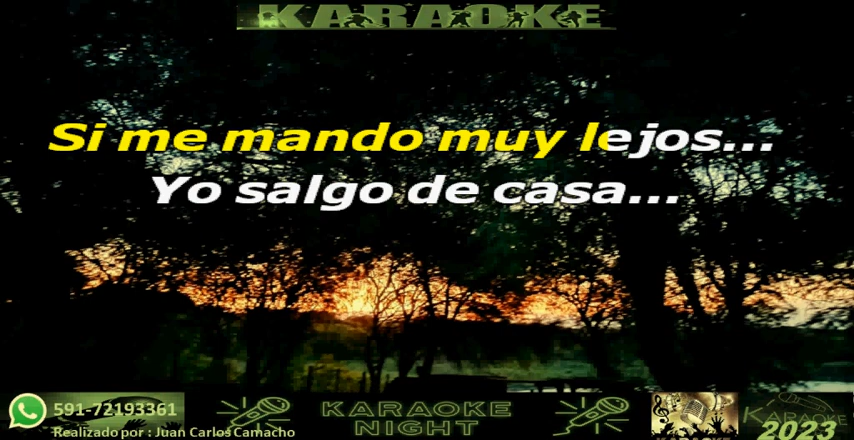 KARAOKE
Si me mando muy lejos...
Yo salgo de casa...
591-72193361
Realizado por : Juan Carlos Camacho
KARAOKE
NIGHT
KARAOKE
KARAOKE
2023